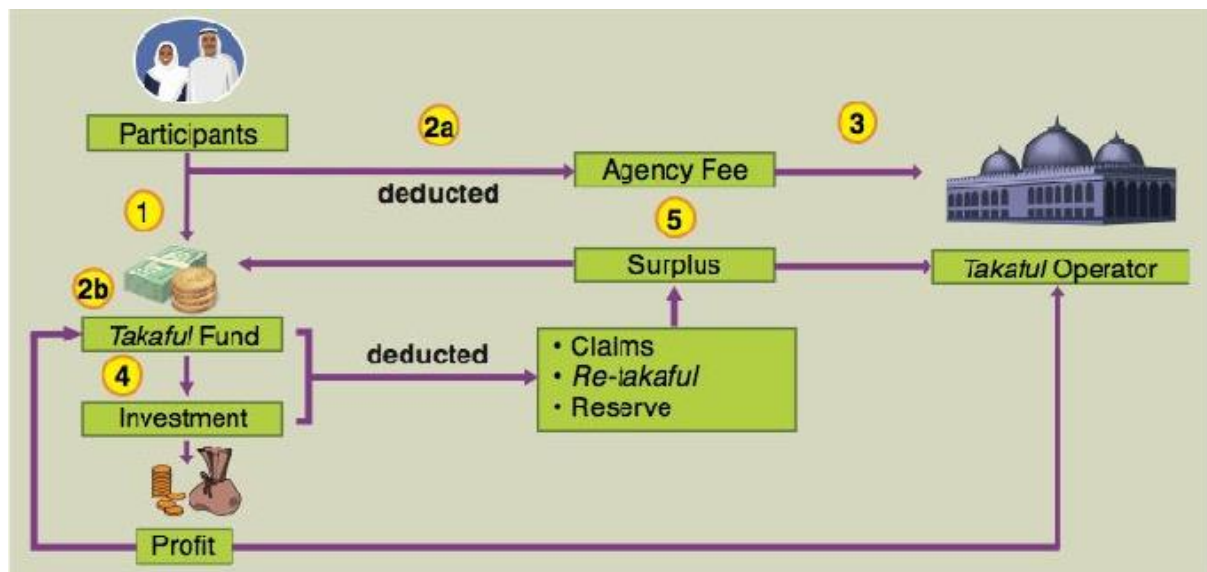 Participants
2a
3
deducted
Agency Fee
1
5
Surplus
Takaful Operator
2b
Takaful Fund
deducted
• Claims
• Re-takaful
• Reserve
4
Investment
Profit